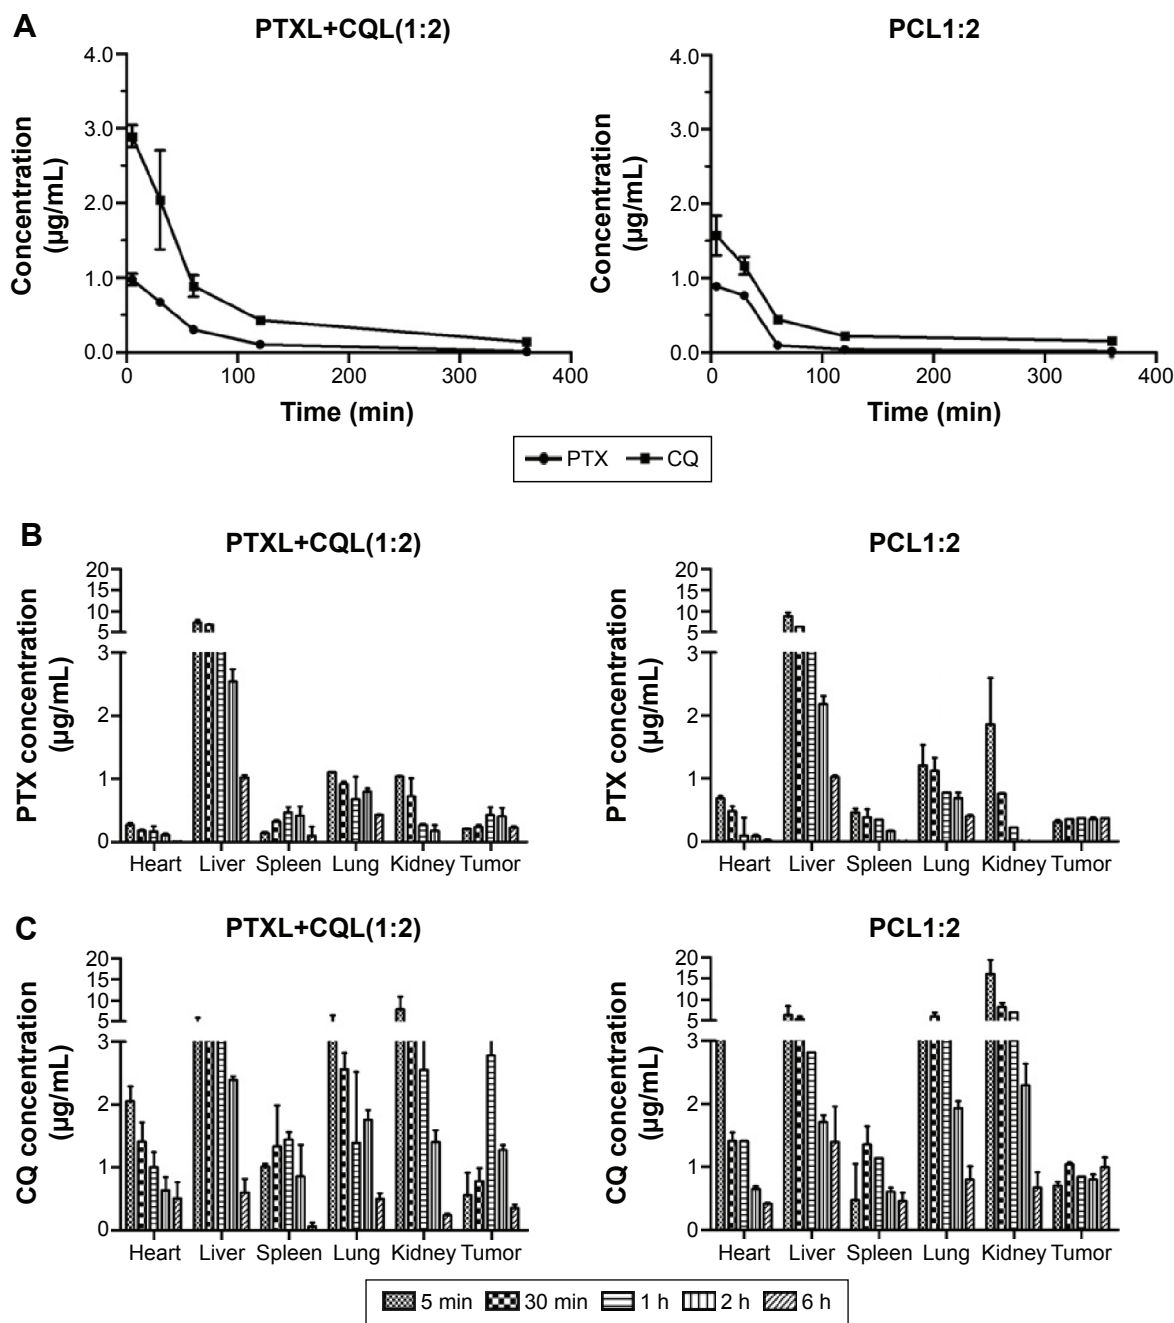 A
PTXL+CQL(1:2)
PCL1:2
Concentration
(µg/mL)
4.0
3.0
2.0
1.0
0.0
0
100
200
300
400
Time (min)
Concentration
(µg/mL)
4.0
3.0
2.0
1.0
0.0
0
100
200
300
400
Time (min)
PTX
CQ
B
PTXL+CQL(1:2)
PCL1:2
PTX concentration
(µg/mL)
20
15
10
5
3
2
1
0
Heart Liver Spleen Lung Kidney Tumor
PTX concentration
(µg/mL)
20
15
10
5
3
2
1
0
Heart Liver Spleen Lung Kidney Tumor
C
PTXL+CQL(1:2)
PCL1:2
CQ concentration
(µg/mL)
20
15
10
5
3
2
1
0
Heart Liver Spleen Lung Kidney Tumor
CQ concentration
(µg/mL)
20
15
10
5
3
2
1
0
Heart Liver Spleen Lung Kidney Tumor
5 min 30 min 1 h 2 h 6 h